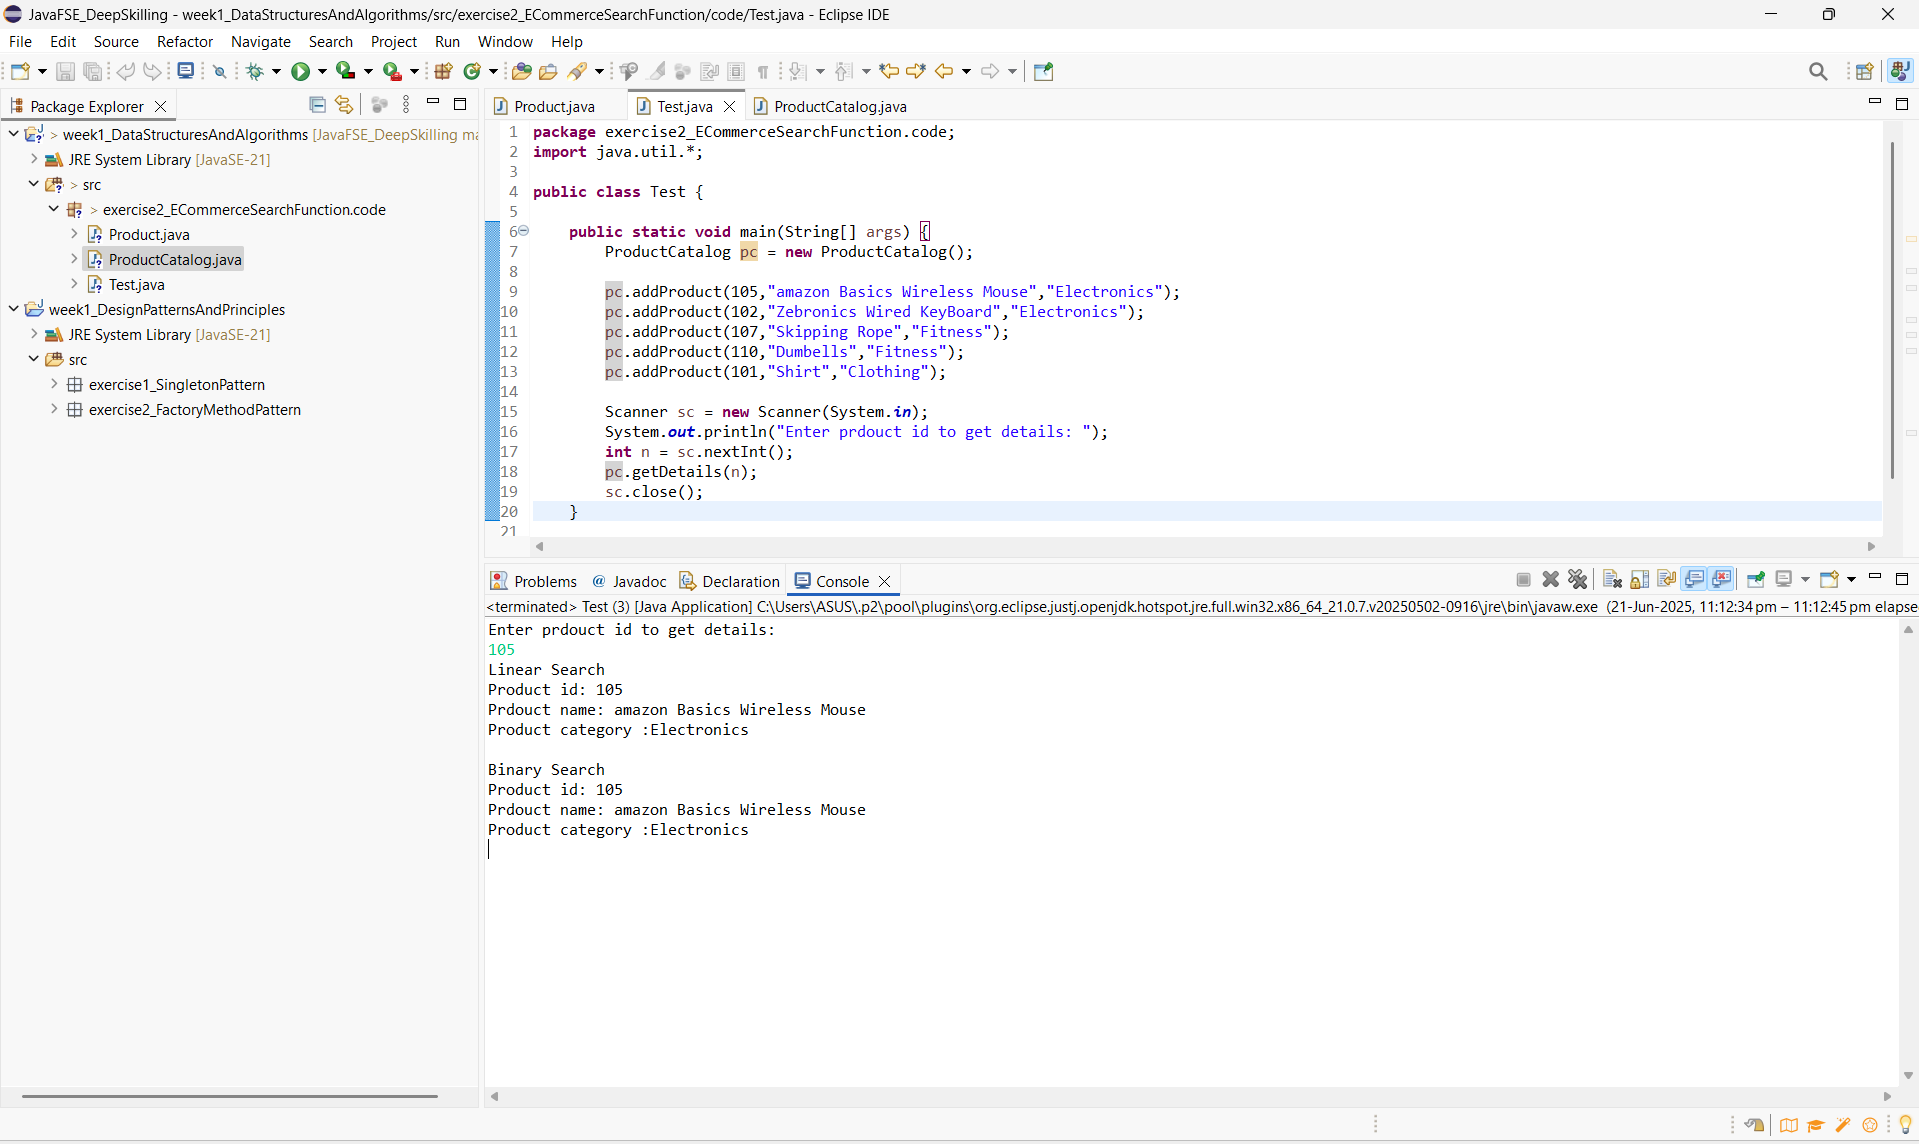 JavaFSE_DeepSkilling - week1_DataStructuresAndAlgorithms/src/exercise2_ECommerceSearchFunction/code/Test.java - Eclipse IDE
File Edit Source Refactor Navigate Search Project Run Window Help
Package Explorer
week1_DataStructuresAndAlgorithms [JavaFSE_DeepSkilling
JRE System Library [JavaSE-21]
> src
> exercise2_ECommerceSearchFunction.code
Product.java
ProductCatalog.java
Test.java
week1_DesignPatternsAndPrinciples
JRE System Library [JavaSE-21]
src
exercise1_SingletonPattern
exercise2_FactoryMethodPattern
Product.java Test.java ProductCatalog.java
1 package exercise2_ECommerceSearchFunction.code;
2 import java.util.*;
3
4 public class Test {
5
6 public static void main(String[] args) {
7 ProductCatalog pc = new ProductCatalog();
8
9 pc.addProduct(105,"amazon Basics Wireless Mouse","Electronics");
10 pc.addProduct(102,"Zebronics Wired KeyBoard","Electronics");
11 pc.addProduct(107,"Skipping Rope","Fitness");
12 pc.addProduct(110,"Dumbells","Fitness");
13 pc.addProduct(101,"Shirt","Clothing");
14
15 Scanner sc = new Scanner(System.in);
16 System.out.println("Enter prdouct id to get details: ");
17 int n = sc.nextInt();
18 pc.getDetails(n);
19 sc.close();
20 }
21
Problems @ Javadoc Declaration Console
<terminated> Test (3) [Java Application] C:\Users\ASUS\.p2\pool\plugins\org.eclipse.justj.openjdk.hotspot.jre.full.win32.x86_64_21.0.7.v20250502-0916\jre\bin\javaw.exe (21-Jun-2025, 11:12:34 pm – 11:12:45 pm elapse
Enter prdouct id to get details:
105
Linear Search
Product id: 105
Prdouct name: amazon Basics Wireless Mouse
Product category :Electronics
Binary Search
Product id: 105
Prdouct name: amazon Basics Wireless Mouse
Product category :Electronics